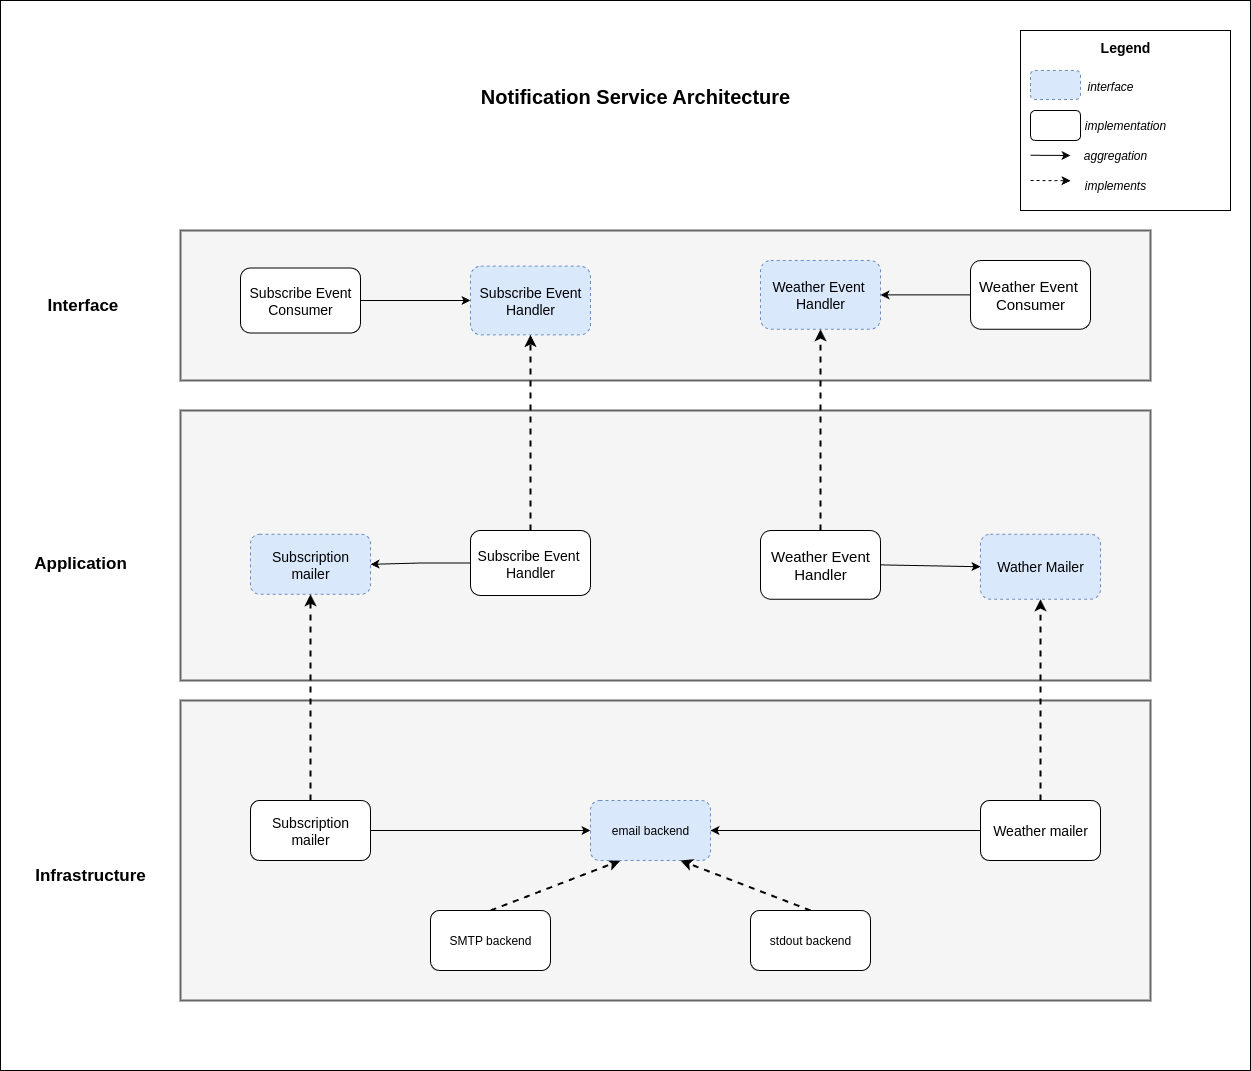 Legend
interface
implementation
aggregation
implements
Notification Service Architecture
Interface
Subscribe Event
Consumer
Subscribe Event
Handler
Weather Event
Handler
Weather Event
Consumer
Application
Subscription
mailer
Subscribe Event
Handler
Weather Event
Handler
Wather Mailer
Infrastructure
Subscription
mailer
email backend
Weather mailer
SMTP backend
stdout backend